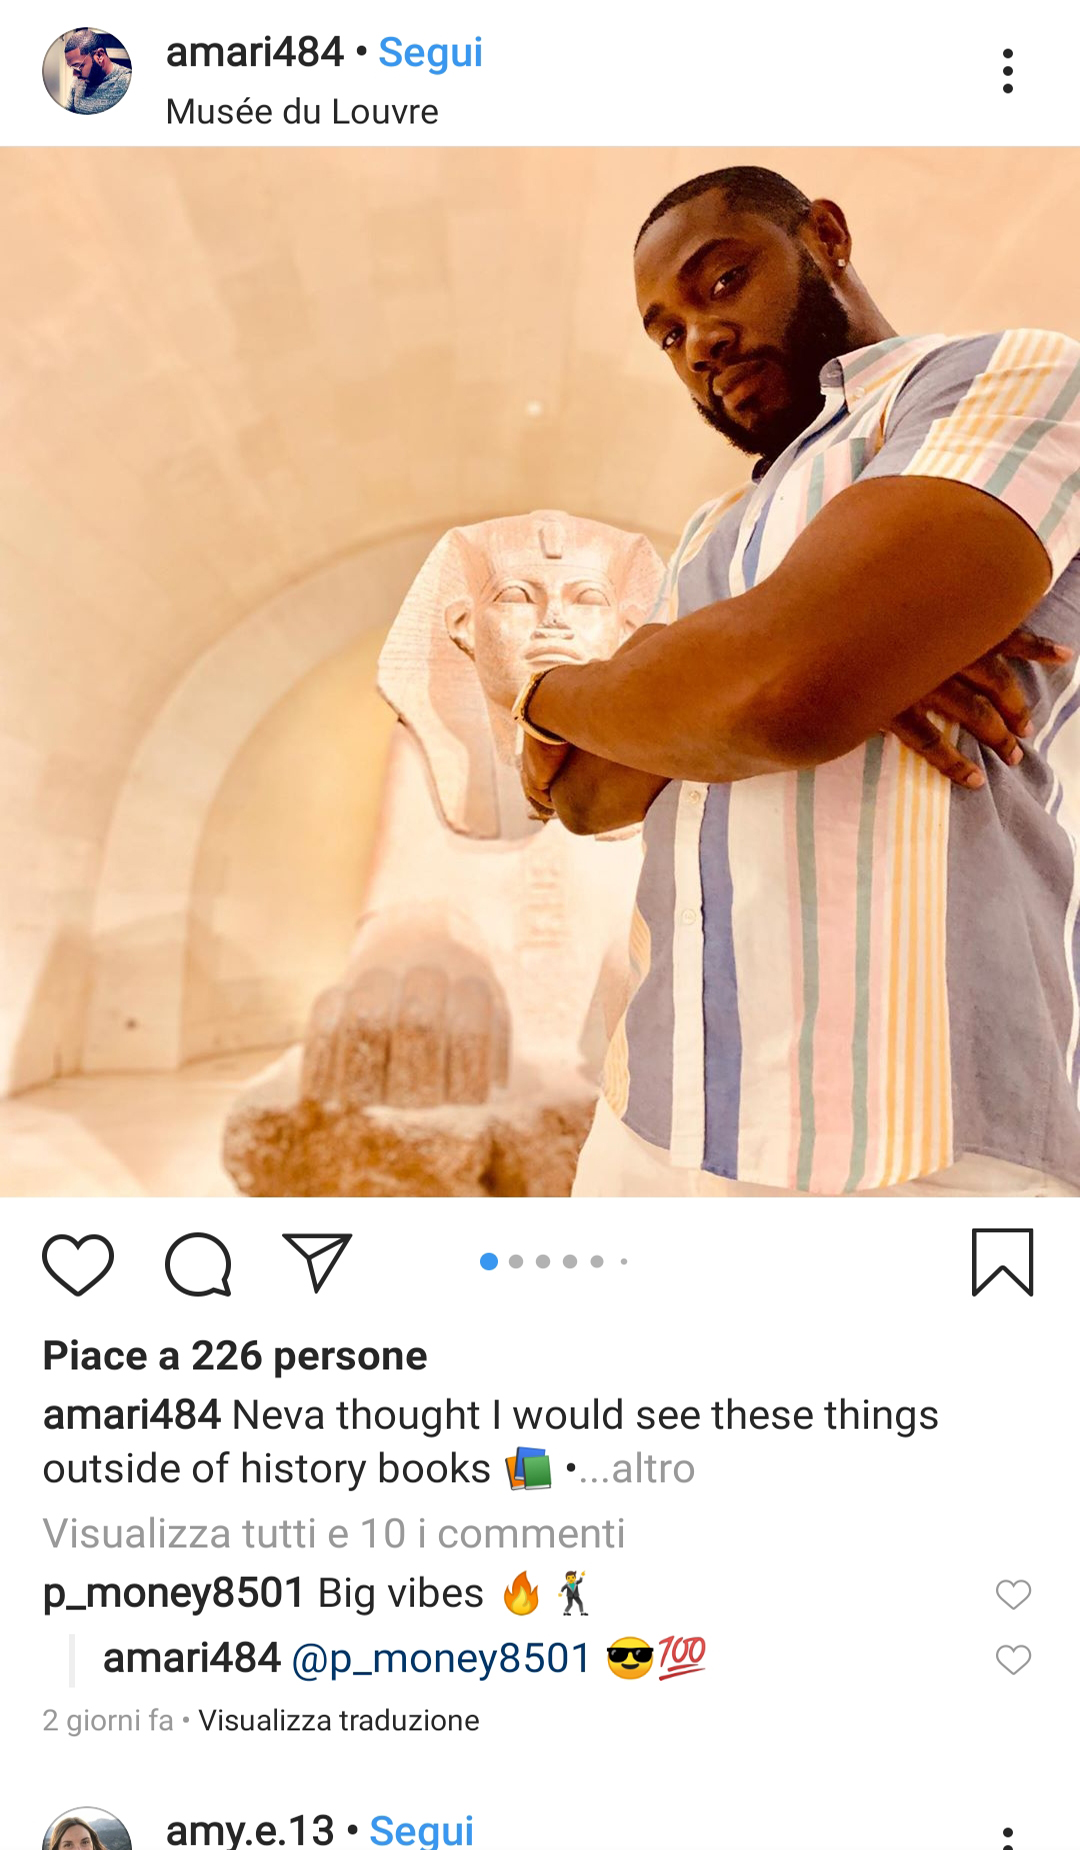 amari484 • Segui
Musée du Louvre
Piace a 226 persone
amari484 Neva thought I would see these things
outside of history books 📚 •...altro
Visualizza tutti e 10 i commenti
p_money8501 Big vibes 🔥 🕺
amari484 @p_money8501 😎💯
2 giorni fa • Visualizza traduzione
amy.e.13 • Segui